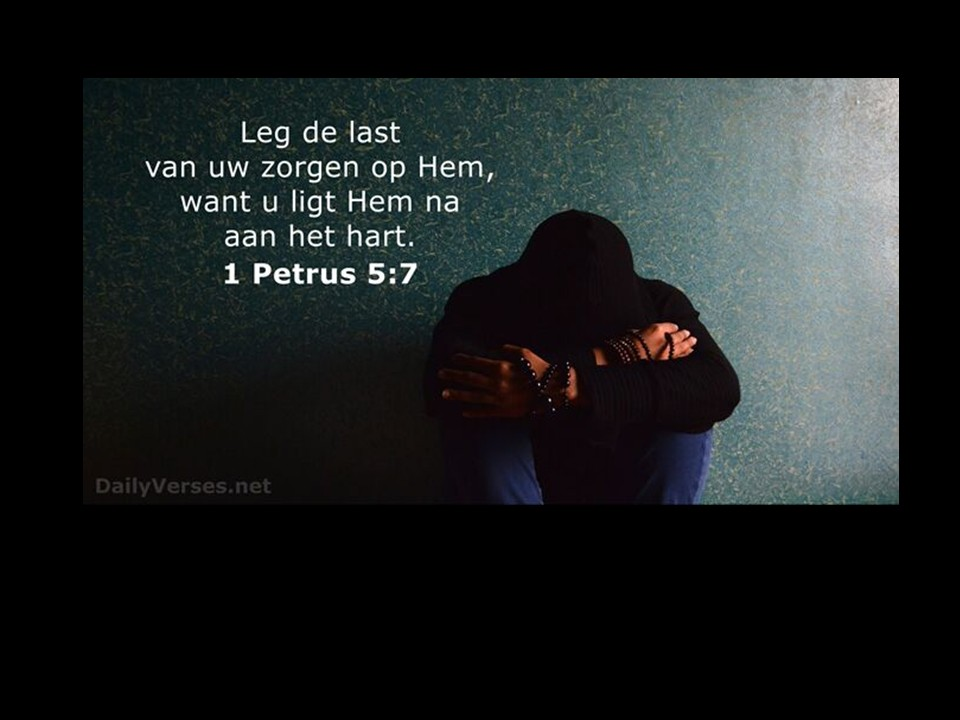 Leg de last
van uw zorgen op Hem,
want u ligt Hem na
aan het hart.
1 Petrus 5:7
DailyVerses.net